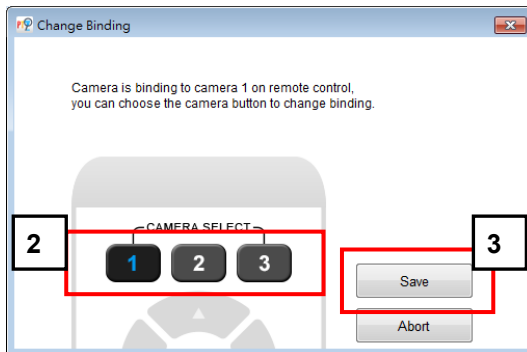 Change Binding
Camera is binding to camera 1 on remote control,
you can choose the camera button to change binding.
2
CAMERA SELECT
3
1 2 3
Save
Abort